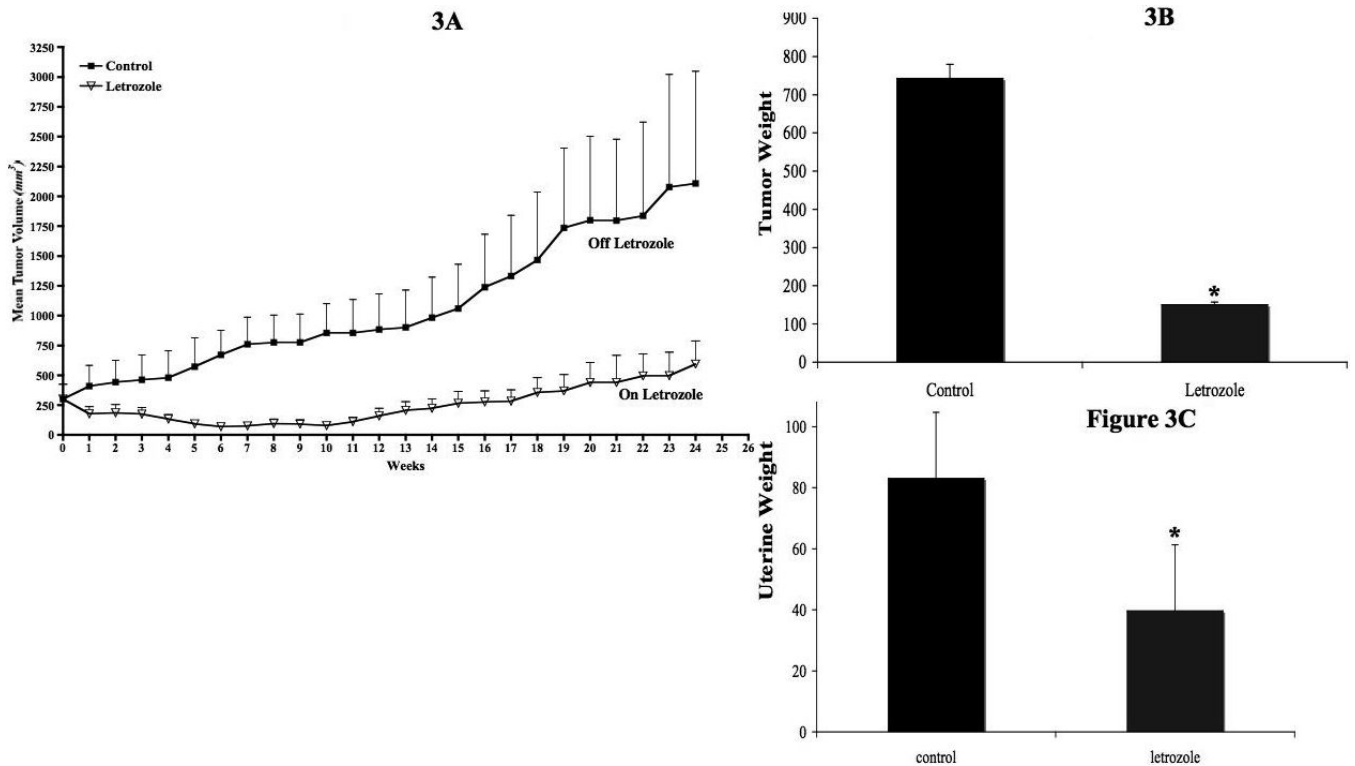 3A
Control
Letrozole
3250
3000
2750
2500
2250
2000
1750
1500
1250
1000
750
500
250
0
Mean Tumor Volume (mm³)
Off Letrozole
On Letrozole
0 1 2 3 4 5 6 7 8 9 10 11 12 13 14 15 16 17 18 19 20 21 22 23 24 25 26
Weeks
3B
900
800
700
600
500
400
300
200
100
0
Tumor Weight
*
Control Letrozole
Figure 3C
100
80
60
40
20
0
Uterine Weight
*
control letrozole